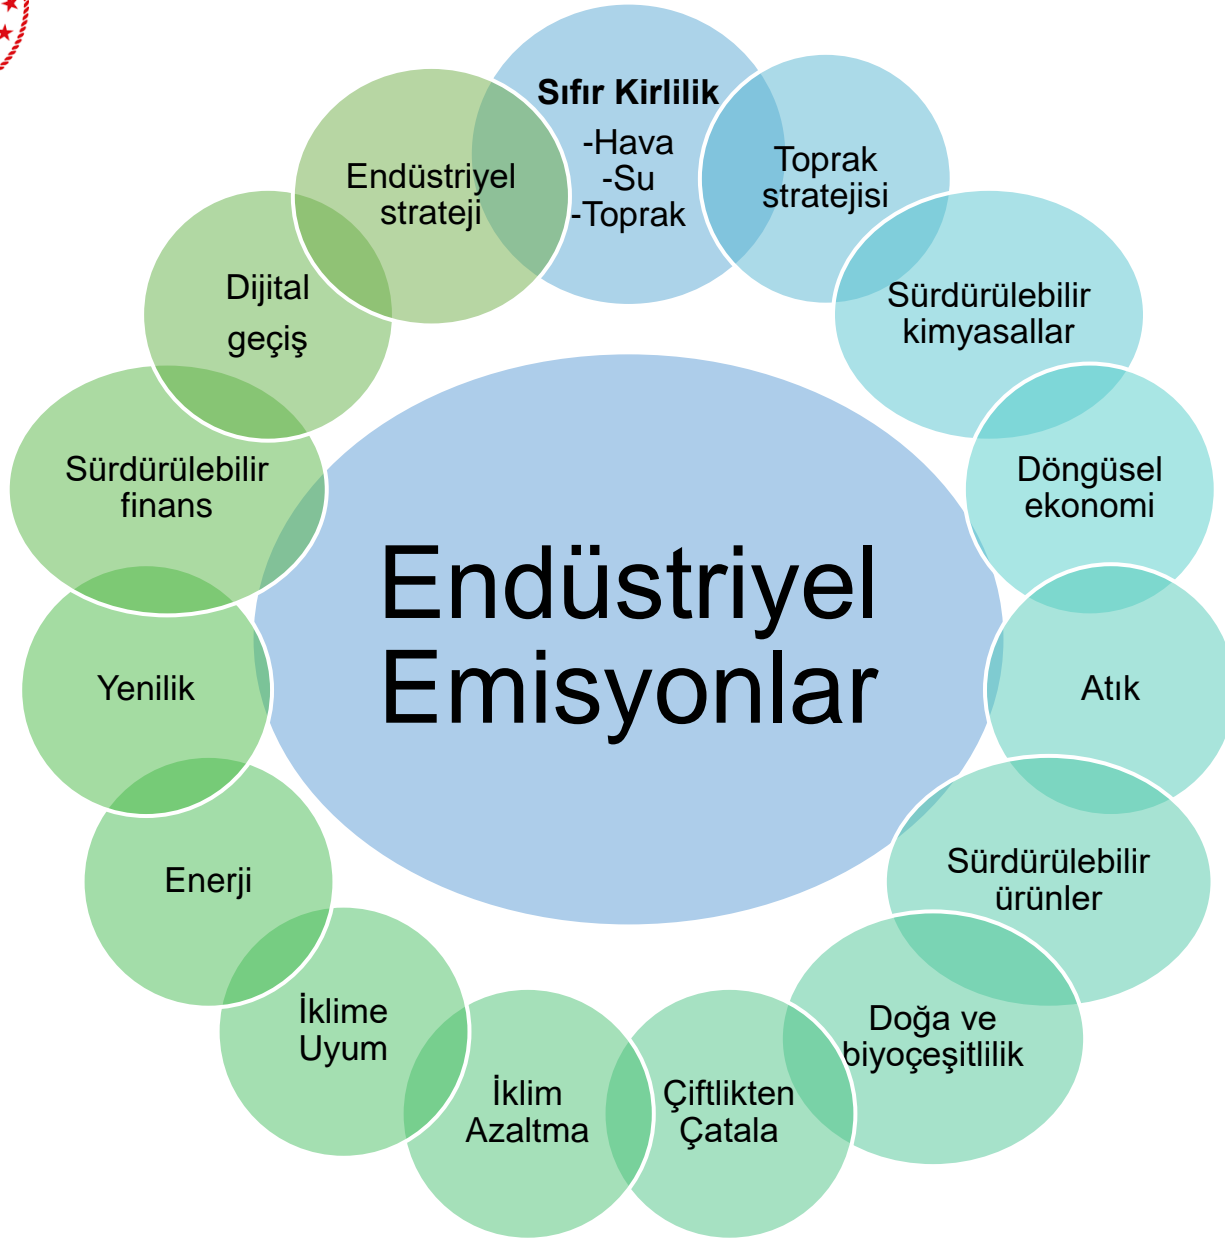 Sıfır Kirlilik
-Hava
-Su
-Toprak
Toprak
stratejisi
Sürdürülebilir
kimyasallar
Döngüsel
ekonomi
Atık
Sürdürülebilir
ürünler
Doğa ve
biyoçeşitlilik
Çiftlikten
Çatala
İklim
Azaltma
İklime
Uyum
Enerji
Yenilik
Sürdürülebilir
finans
Dijital
geçiş
Endüstriyel
strateji
Endüstriyel
Emisyonlar